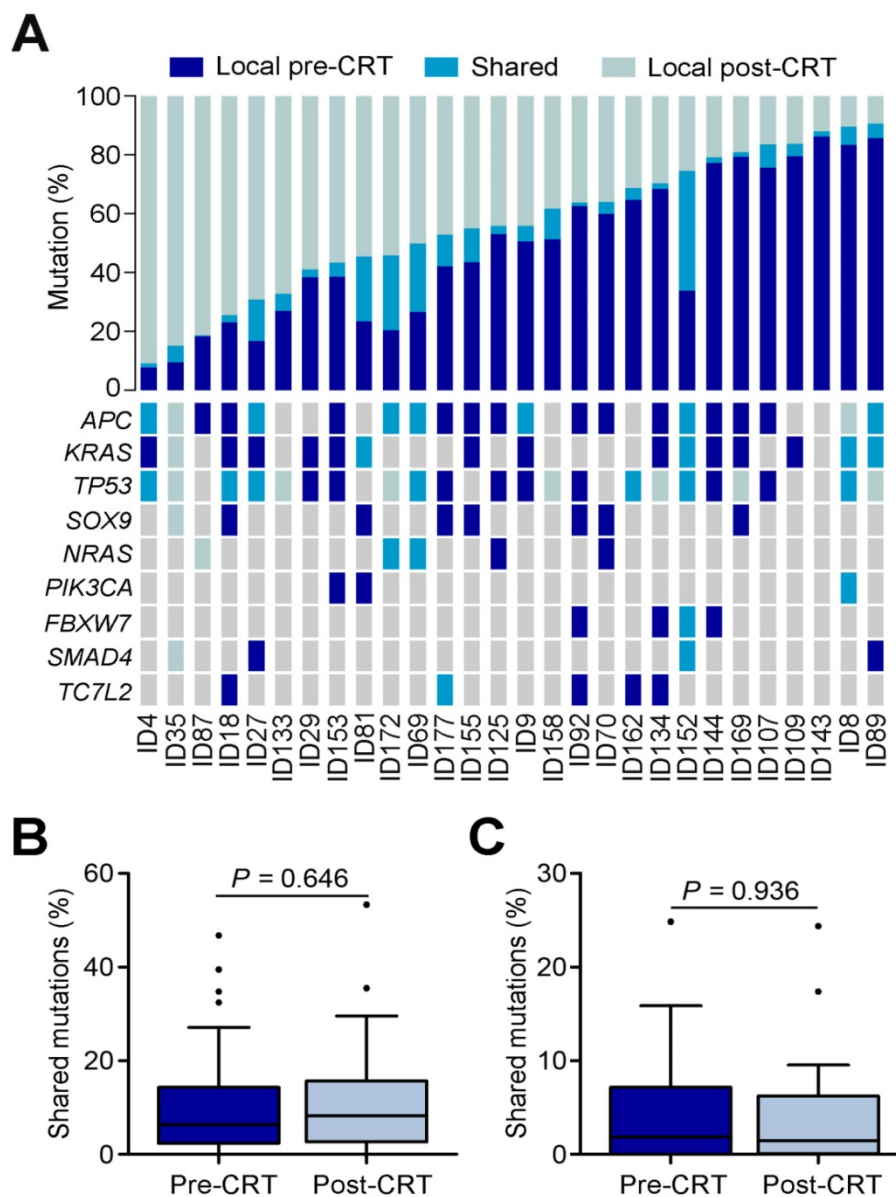 A
Local pre-CRT Shared Local post-CRT
100
80
60
40
20
0
Mutation (%)
APC
KRAS
TP53
SOX9
NRAS
PIK3CA
FBXW7
SMAD4
TC7L2
ID4 ID35 ID87 ID18 ID27 ID133 ID29 ID153 ID81 ID172 ID69 ID177 ID155 ID125 ID9 ID158 ID92 ID70 ID162 ID134 ID152 ID144 ID169 ID107 ID109 ID143 ID8 ID89
B
60
40
20
0
Shared mutations (%)
P = 0.646
Pre-CRT Post-CRT
C
30
20
10
0
Shared mutations (%)
P = 0.936
Pre-CRT Post-CRT